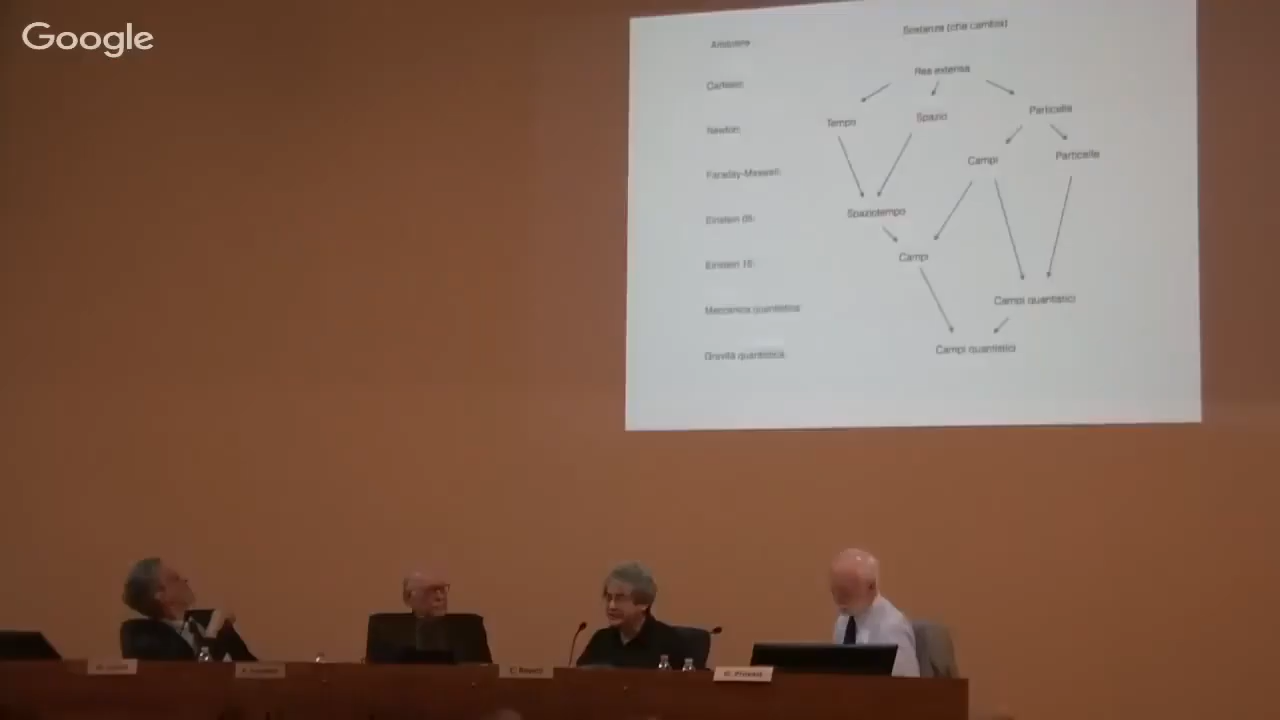 Google
Sostanza (che cambia)
Aristotele
Res extensa
Cartesio:
Particelle
Tempo
Spazio
Newton:
Campi
Particelle
Faraday-Maxwell:
Spaziotempo
Einstein 05:
Campi
Einstein 15:
Campi quantistici
Meccanica quantistica:
Campi quantistici
Gravità quantistica: